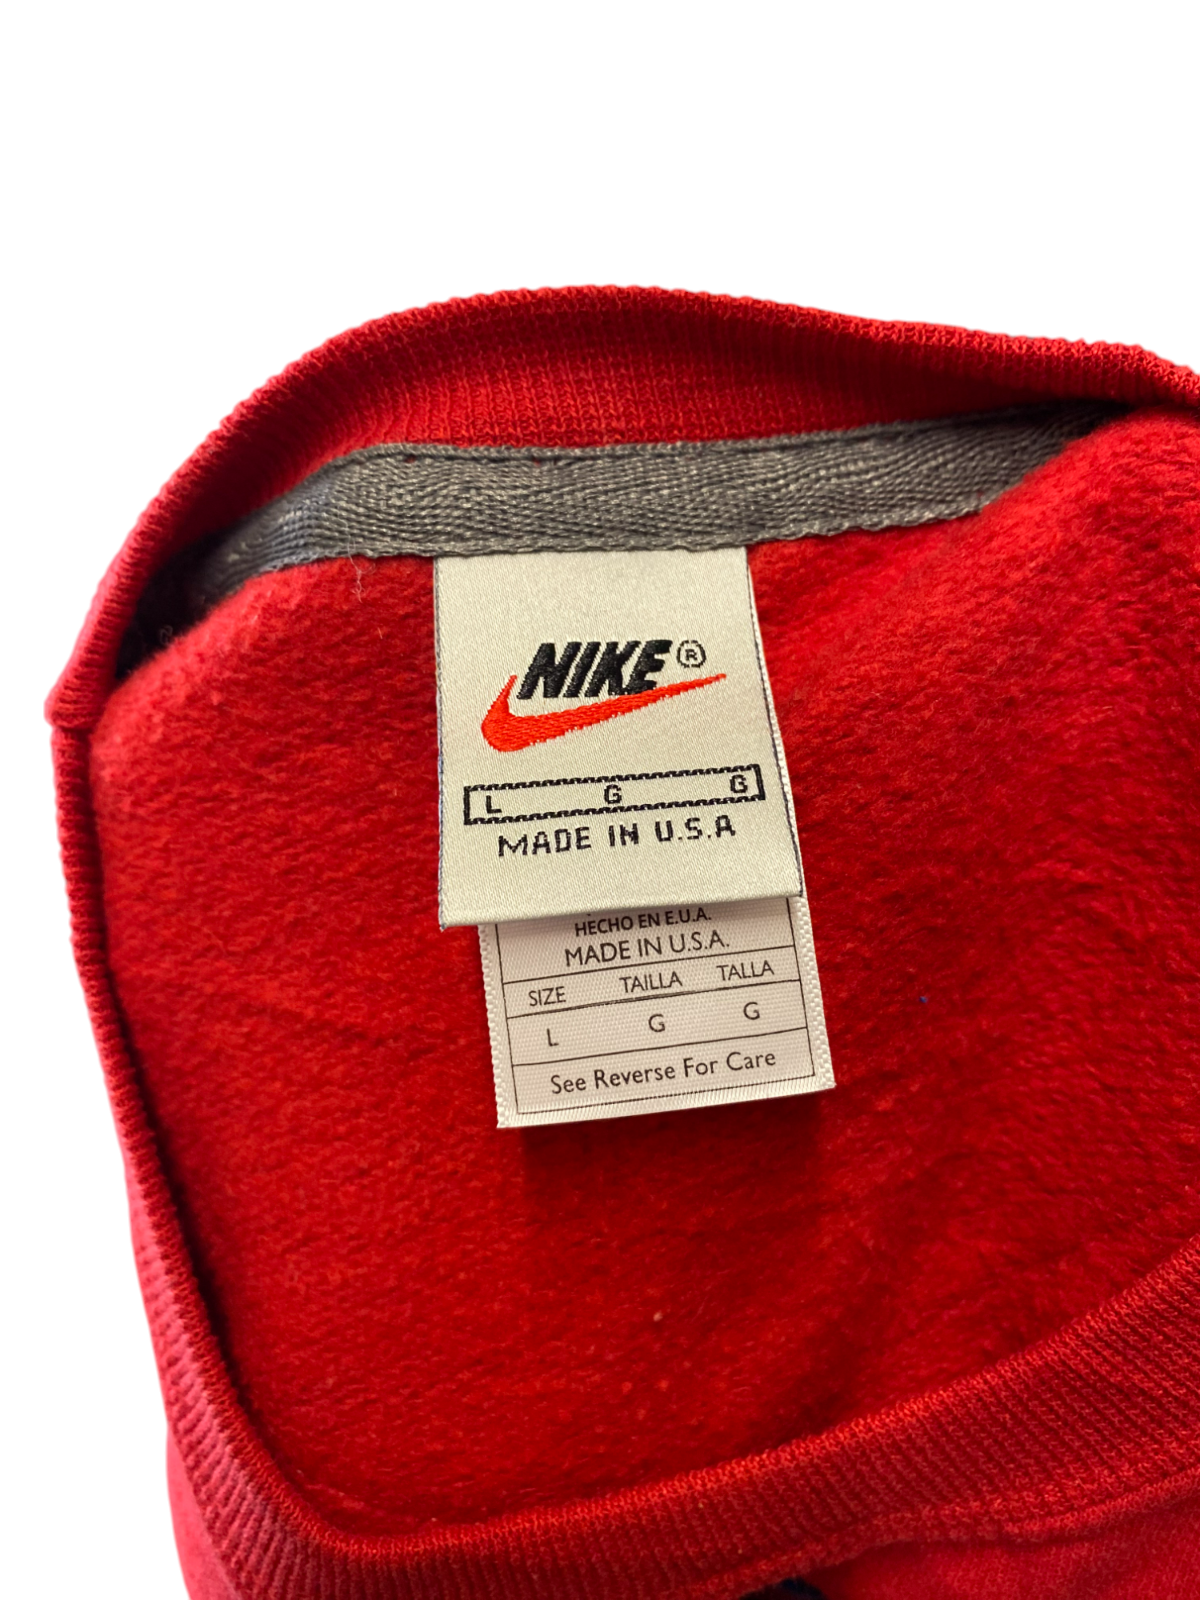 NIKE®
L G G
MADE IN U.S.A
HECHO EN E.U.A.
MADE IN U.S.A.
SIZE TAILLA TALLA
L G G
See Reverse For Care